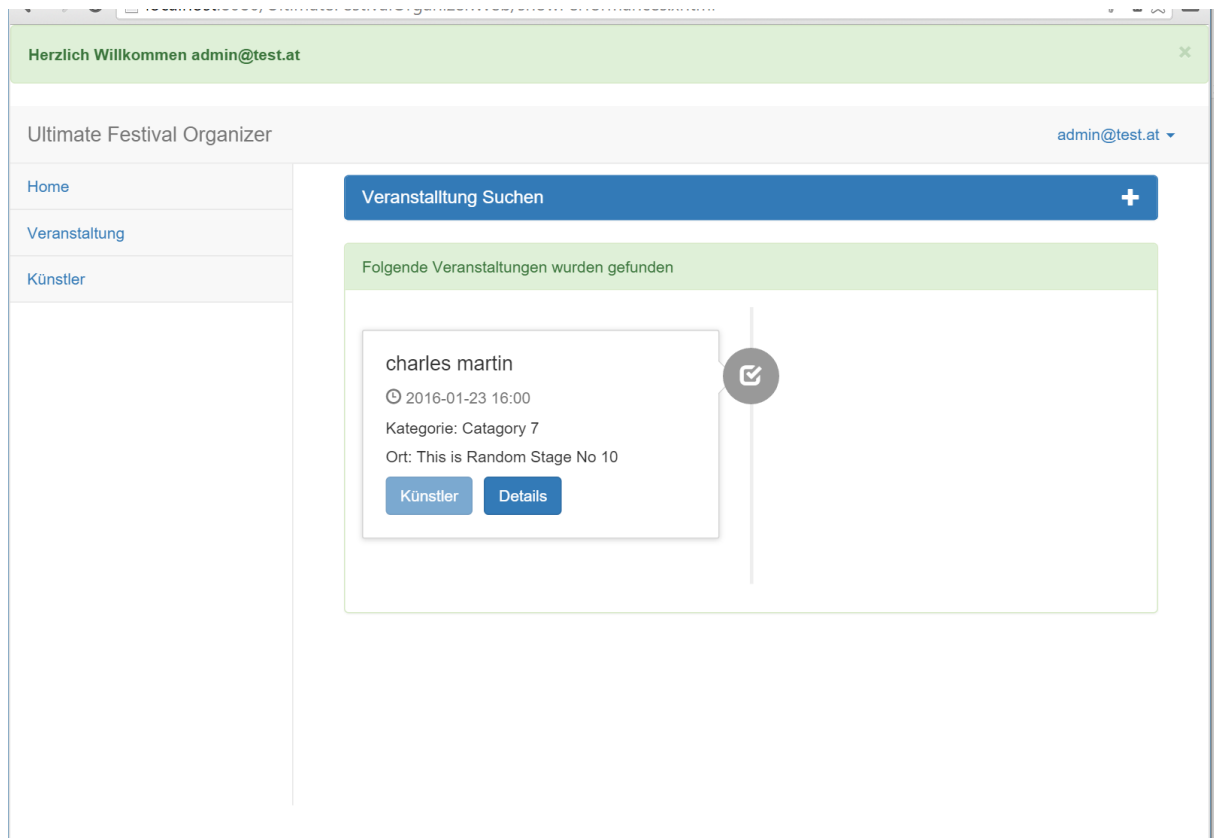 Herzlich Willkommen admin@test.at
×
Ultimate Festival Organizer
admin@test.at
Home
Veranstaltung
Künstler
Veranstalltung Suchen
Folgende Veranstaltungen wurden gefunden
charles martin
2016-01-23 16:00
Kategorie: Catagory 7
Ort: This is Random Stage No 10
Künstler
Details